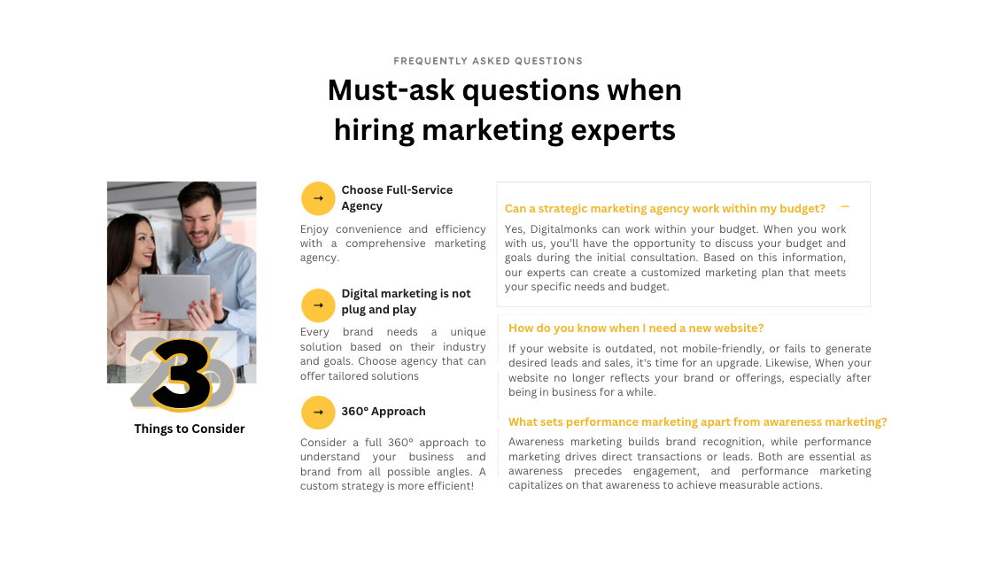 FREQUENTLY ASKED QUESTIONS
Must-ask questions when
hiring marketing experts
26
3
Things to Consider
→
Choose Full-Service
Agency
Enjoy convenience and efficiency
with a comprehensive marketing
agency.
→
Digital marketing is not
plug and play
Every brand needs a unique
solution based on their industry
and goals. Choose agency that can
offer tailored solutions
→
360° Approach
Consider a full 360° approach to
understand your business and
brand from all possible angles. A
custom strategy is more efficient!
Can a strategic marketing agency work within my budget? —
Yes, Digitalmonks can work within your budget. When you work
with us, you'll have the opportunity to discuss your budget and
goals during the initial consultation. Based on this information,
our experts can create a customized marketing plan that meets
your specific needs and budget.
How do you know when I need a new website?
If your website is outdated, not mobile-friendly, or fails to generate
desired leads and sales, it's time for an upgrade. Likewise, When your
website no longer reflects your brand or offerings, especially after
being in business for a while.
What sets performance marketing apart from awareness marketing?
Awareness marketing builds brand recognition, while performance
marketing drives direct transactions or leads. Both are essential as
awareness precedes engagement, and performance marketing
capitalizes on that awareness to achieve measurable actions.